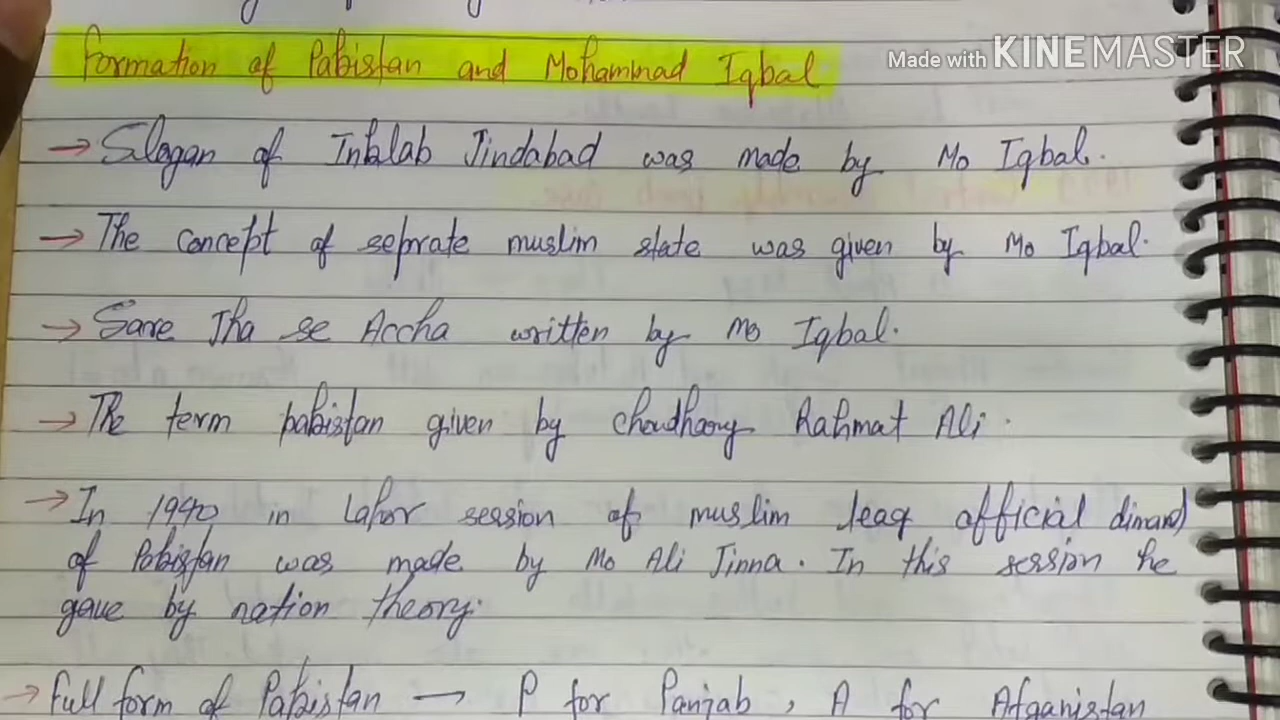 Formation of Pakistan and Mohammad Iqbal
Made with KINEMASTER
→ Slogan of Inklab Jindabad was made by Mo Iqbal.
→ The concept of seprate muslim state was given by Mo Iqbal.
→ Sare Jha se Accha written by Mo Iqbal.
→ The term pakistan given by choudhary Rahmat Ali.
→ In 1940 in Lahor session of muslim leag official dimand
of Pakistan was made by Mo Ali Jinna. In this session he
gave by nation theory.
→ Full form of Pakistan — P for Panjab, A for Afganistan